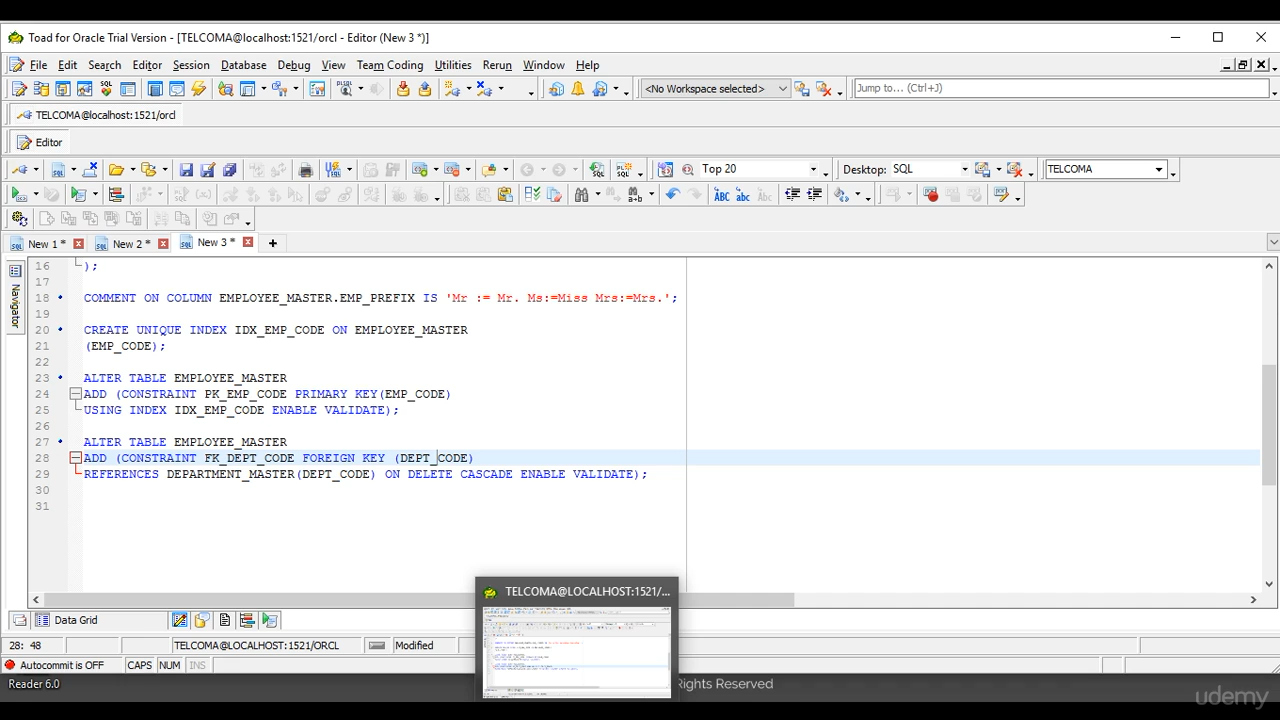 Toad for Oracle Trial Version - [TELCOMA@localhost:1521/orcl - Editor (New 3 *)]
File Edit Search Editor Session Database Debug View Team Coding Utilities Rerun Window Help
<No Workspace selected> Jump to... (Ctrl+J)
TELCOMA@localhost:1521/orcl
Editor
Top 20 Desktop: SQL TELCOMA
New 1 * New 2 * New 3 *
Navigator
16 );
17
18 COMMENT ON COLUMN EMPLOYEE_MASTER.EMP_PREFIX IS 'Mr := Mr. Ms:=Miss Mrs:=Mrs.';
19
20 CREATE UNIQUE INDEX IDX_EMP_CODE ON EMPLOYEE_MASTER
21 (EMP_CODE);
22
23 ALTER TABLE EMPLOYEE_MASTER
24 ADD (CONSTRAINT PK_EMP_CODE PRIMARY KEY(EMP_CODE)
25 USING INDEX IDX_EMP_CODE ENABLE VALIDATE);
26
27 ALTER TABLE EMPLOYEE_MASTER
28 ADD (CONSTRAINT FK_DEPT_CODE FOREIGN KEY (DEPT_CODE)
29 REFERENCES DEPARTMENT_MASTER(DEPT_CODE) ON DELETE CASCADE ENABLE VALIDATE);
30
31
TELCOMA@LOCALHOST:1521/...
Data Grid
28: 48 TELCOMA@LOCALHOST:1521/ORCL Modified
Autocommit is OFF CAPS NUM INS
Reader 6.0 Rights Reserved
udemy